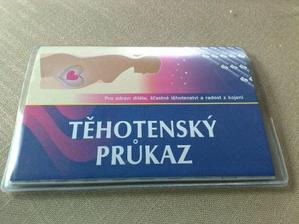 Pro zdraví dítěte, šťastné těhotenství a radost z kojení
TĚHOTENSKÝ
PRŮKAZ